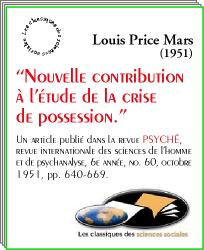 Les classiques des sciences sociales
Louis Price Mars
(1951)
“Nouvelle contribution
à l’étude de la crise
de possession.”
Un article publié dans la revue PSYCHÉ,
revue internationale des sciences de l’homme
et de psychanalyse, 6e année, no. 60, octobre
1951, pp. 640-669.
Les classiques des sciences sociales